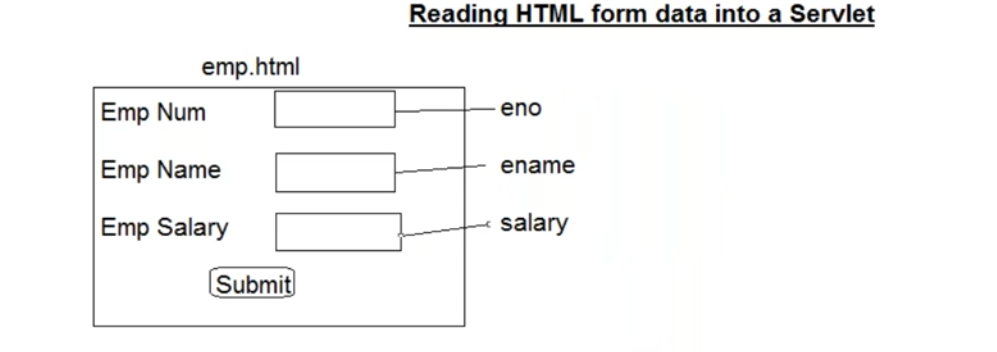 Reading HTML form data into a Servlet
emp.html
Emp Num eno
Emp Name ename
Emp Salary salary
Submit